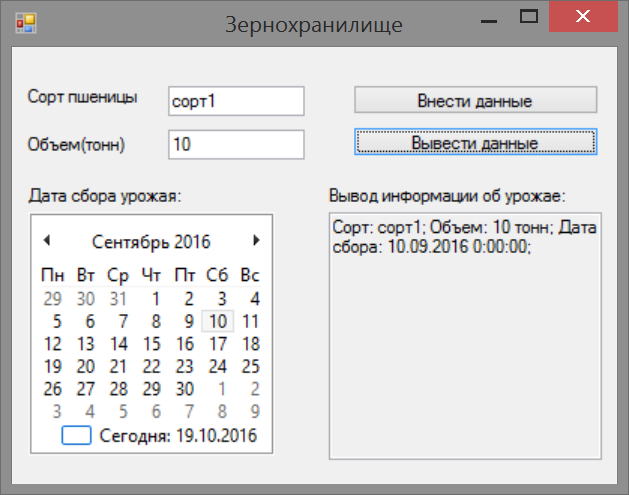 Зернохранилище
Сорт пшеницы
сорт1
Внести данные
Объем(тонн)
10
Вывести данные
Дата сбора урожая:
Сентябрь 2016
Пн Вт Ср Чт Пт Сб Вс
29 30 31 1 2 3 4
5 6 7 8 9 10 11
12 13 14 15 16 17 18
19 20 21 22 23 24 25
26 27 28 29 30 1 2
3 4 5 6 7 8 9
Сегодня: 19.10.2016
Вывод информации об урожае:
Сорт: сорт1; Объем: 10 тонн; Дата
сбора: 10.09.2016 0:00:00;